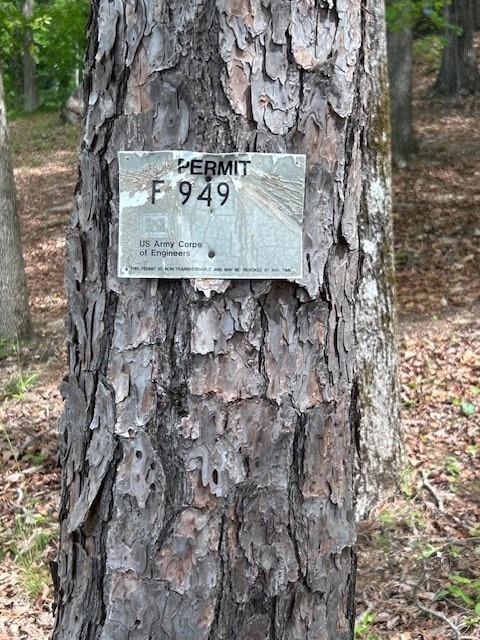 PERMIT
F 949
US Army Corps
of Engineers
THIS PERMIT IS NON TRANSFERABLE AND MAY BE REVOKED AT ANY TIME